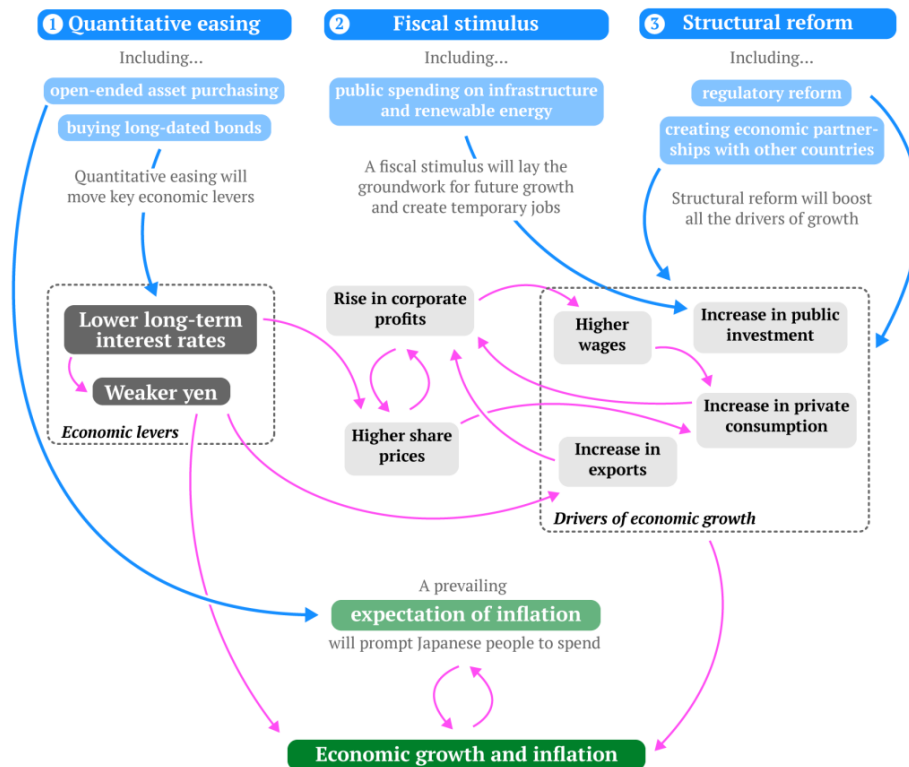 1 Quantitative easing
Including...
open-ended asset purchasing
buying long-dated bonds
Quantitative easing will
move key economic levers
2 Fiscal stimulus
Including...
public spending on infrastructure
and renewable energy
A fiscal stimulus will lay the
groundwork for future growth
and create temporary jobs
3 Structural reform
Including...
regulatory reform
creating economic partner-
ships with other countries
Structural reform will boost
all the drivers of growth
Lower long-term
interest rates
Weaker yen
Economic levers
Rise in corporate
profits
Higher share
prices
Higher
wages
Increase in public
investment
Increase in private
consumption
Increase in
exports
Drivers of economic growth
A prevailing
expectation of inflation
will prompt Japanese people to spend
Economic growth and inflation